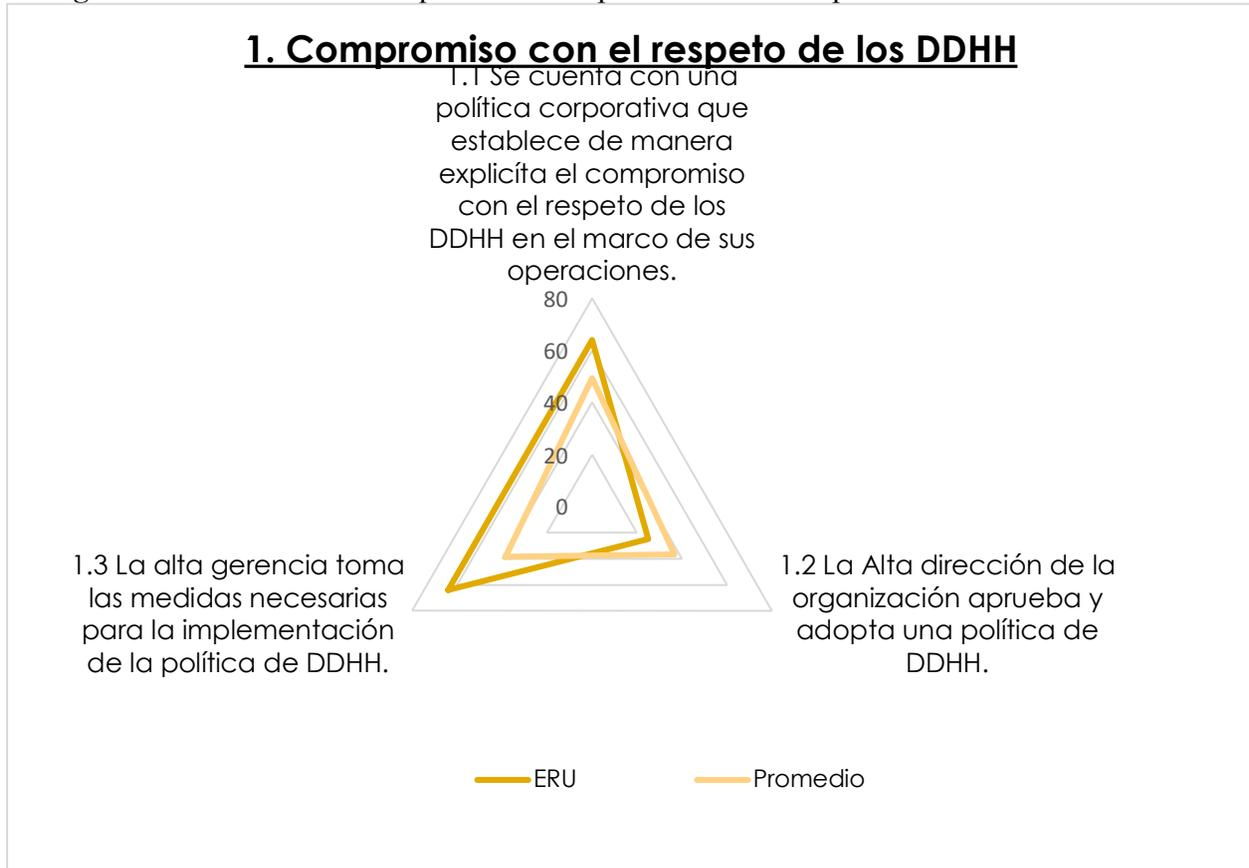 1. Compromiso con el respeto de los DDHH
1.1 Se cuenta con una
política corporativa que
establece de manera
explicíta el compromiso
con el respeto de los
DDHH en el marco de sus
operaciones.
80
60
40
20
0
1.3 La alta gerencia toma
las medidas necesarias
para la implementación
de la política de DDHH.
1.2 La Alta dirección de la
organización aprueba y
adopta una política de
DDHH.
ERU
Promedio